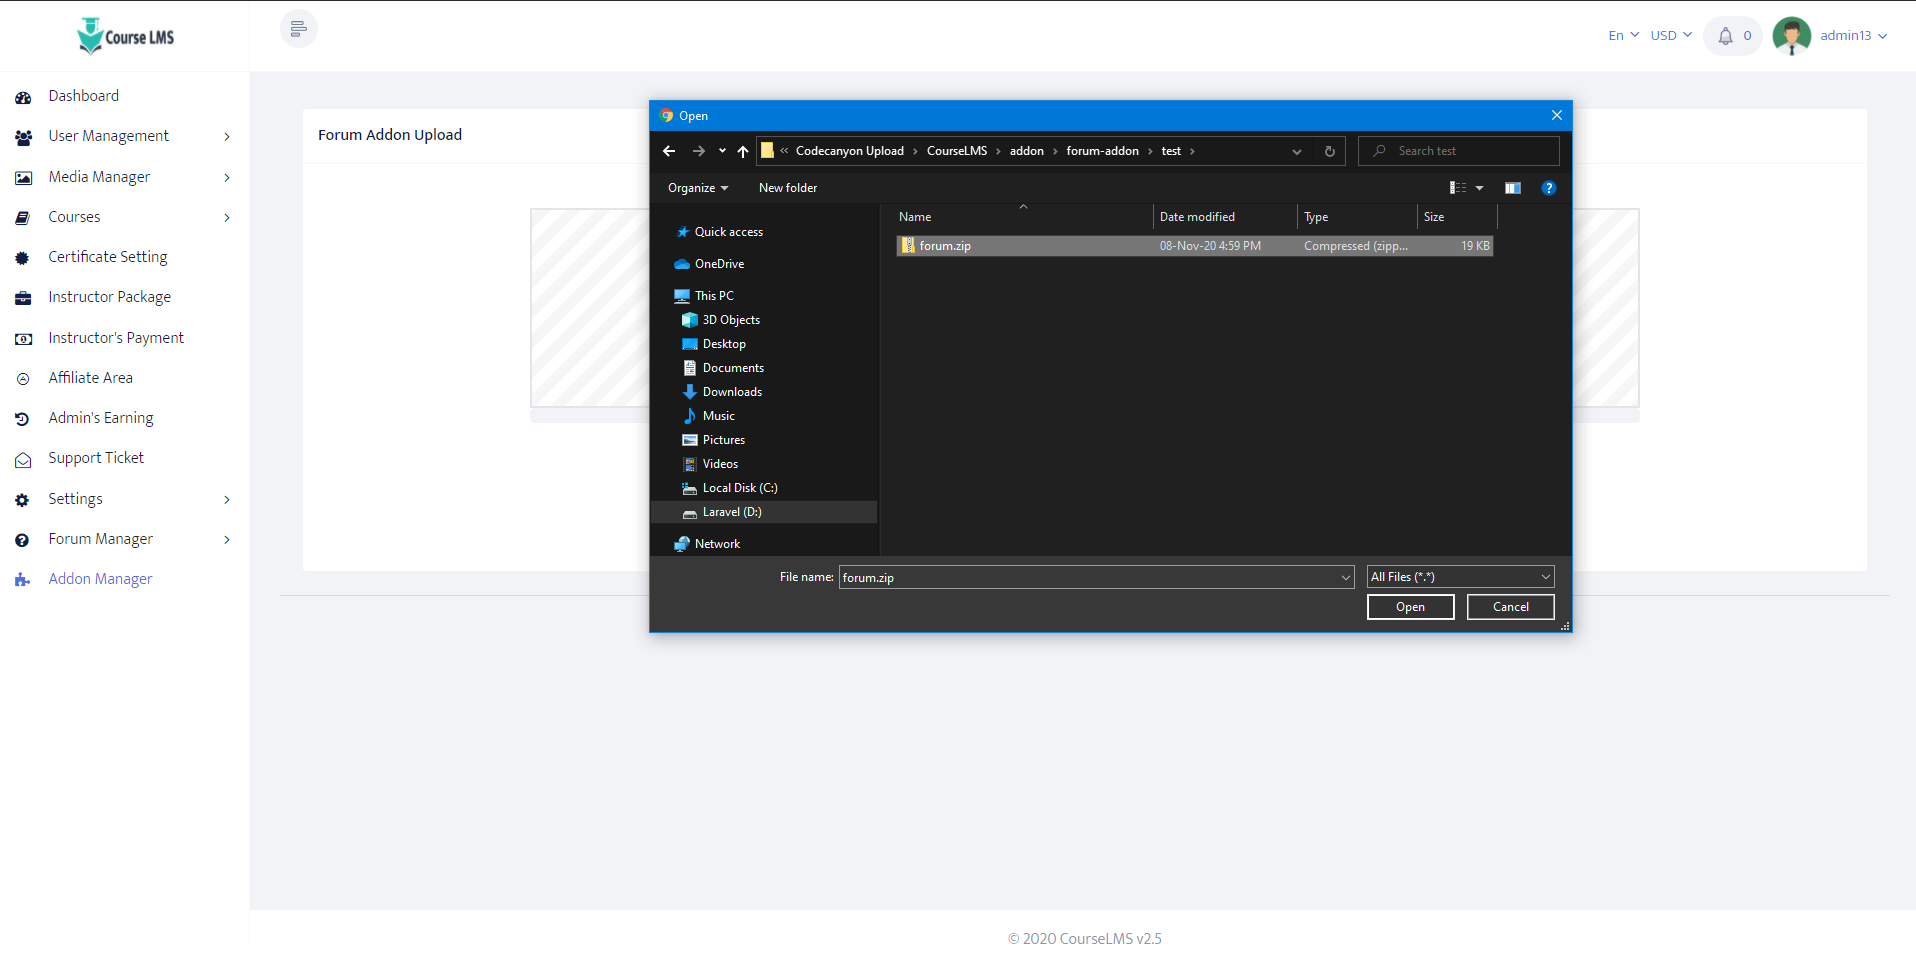 Course LMS
En
USD
0
admin13
Dashboard
User Management
Media Manager
Courses
Certificate Setting
Instructor Package
Instructor's Payment
Affiliate Area
Admin's Earning
Support Ticket
Settings
Forum Manager
Addon Manager
Forum Addon Upload
Open
« Codecanyon Upload › CourseLMS › addon › forum-addon › test ›
Search test
Organize
New folder
?
Quick access
OneDrive
This PC
3D Objects
Desktop
Documents
Downloads
Music
Pictures
Videos
Local Disk (C:)
Laravel (D:)
Network
Name Date modified Type Size
forum.zip 08-Nov-20 4:59 PM Compressed (zipp... 19 KB
File name: forum.zip All Files (*.*)
Open Cancel
© 2020 CourseLMS v2.5